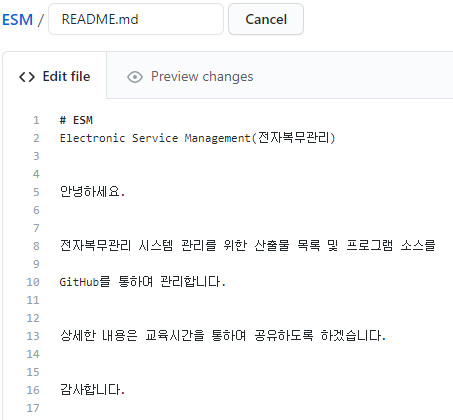 ESM / README.md Cancel
<> Edit file Preview changes
1 # ESM
2 Electronic Service Management(전자복무관리)
3
4
5 안녕하세요.
6
7
8 전자복무관리 시스템 관리를 위한 산출물 목록 및 프로그램 소스를
9
10 GitHub를 통하여 관리합니다.
11
12
13 상세한 내용은 교육시간을 통하여 공유하도록 하겠습니다.
14
15
16 감사합니다.
17